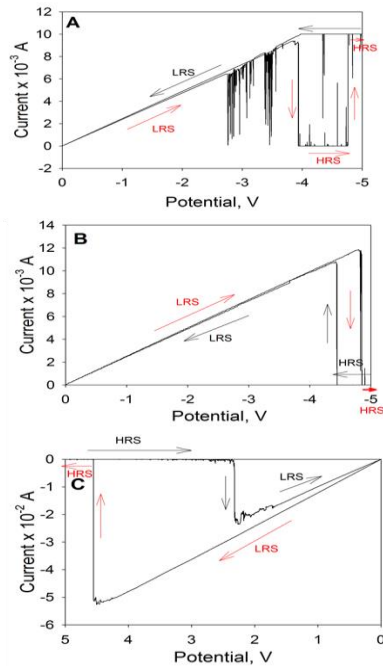 A
Current x 10-3 A
12
10
8
6
4
2
0
-2
LRS
LRS
HRS
HRS
0 -1 -2 -3 -4 -5
Potential, V
B
Current x 10-3 A
14
12
10
8
6
4
2
0
LRS
LRS
HRS
HRS
0 -1 -2 -3 -4 -5
Potential, V
HRS
HRS
C
Current x 10-2 A
0
-1
-2
-3
-4
-5
-6
LRS
LRS
5 4 3 2 1 0
Potential, V